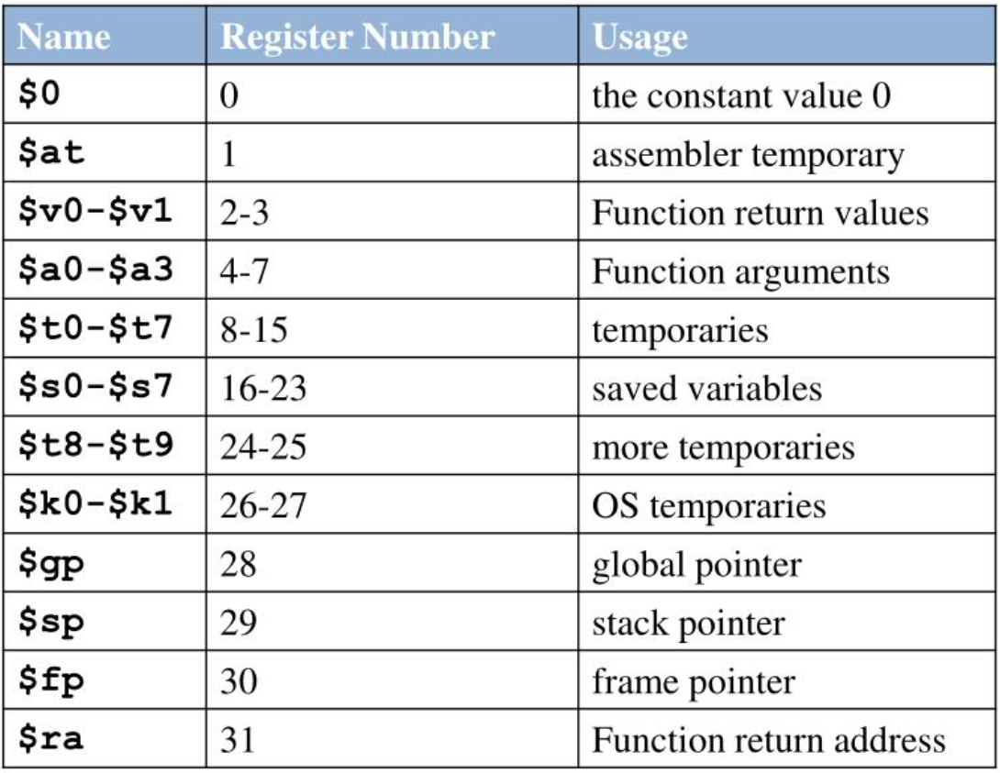 Name Register Number Usage
$0 0 the constant value 0
$at 1 assembler temporary
$v0-$v1 2-3 Function return values
$a0-$a3 4-7 Function arguments
$t0-$t7 8-15 temporaries
$s0-$s7 16-23 saved variables
$t8-$t9 24-25 more temporaries
$k0-$k1 26-27 OS temporaries
$gp 28 global pointer
$sp 29 stack pointer
$fp 30 frame pointer
$ra 31 Function return address